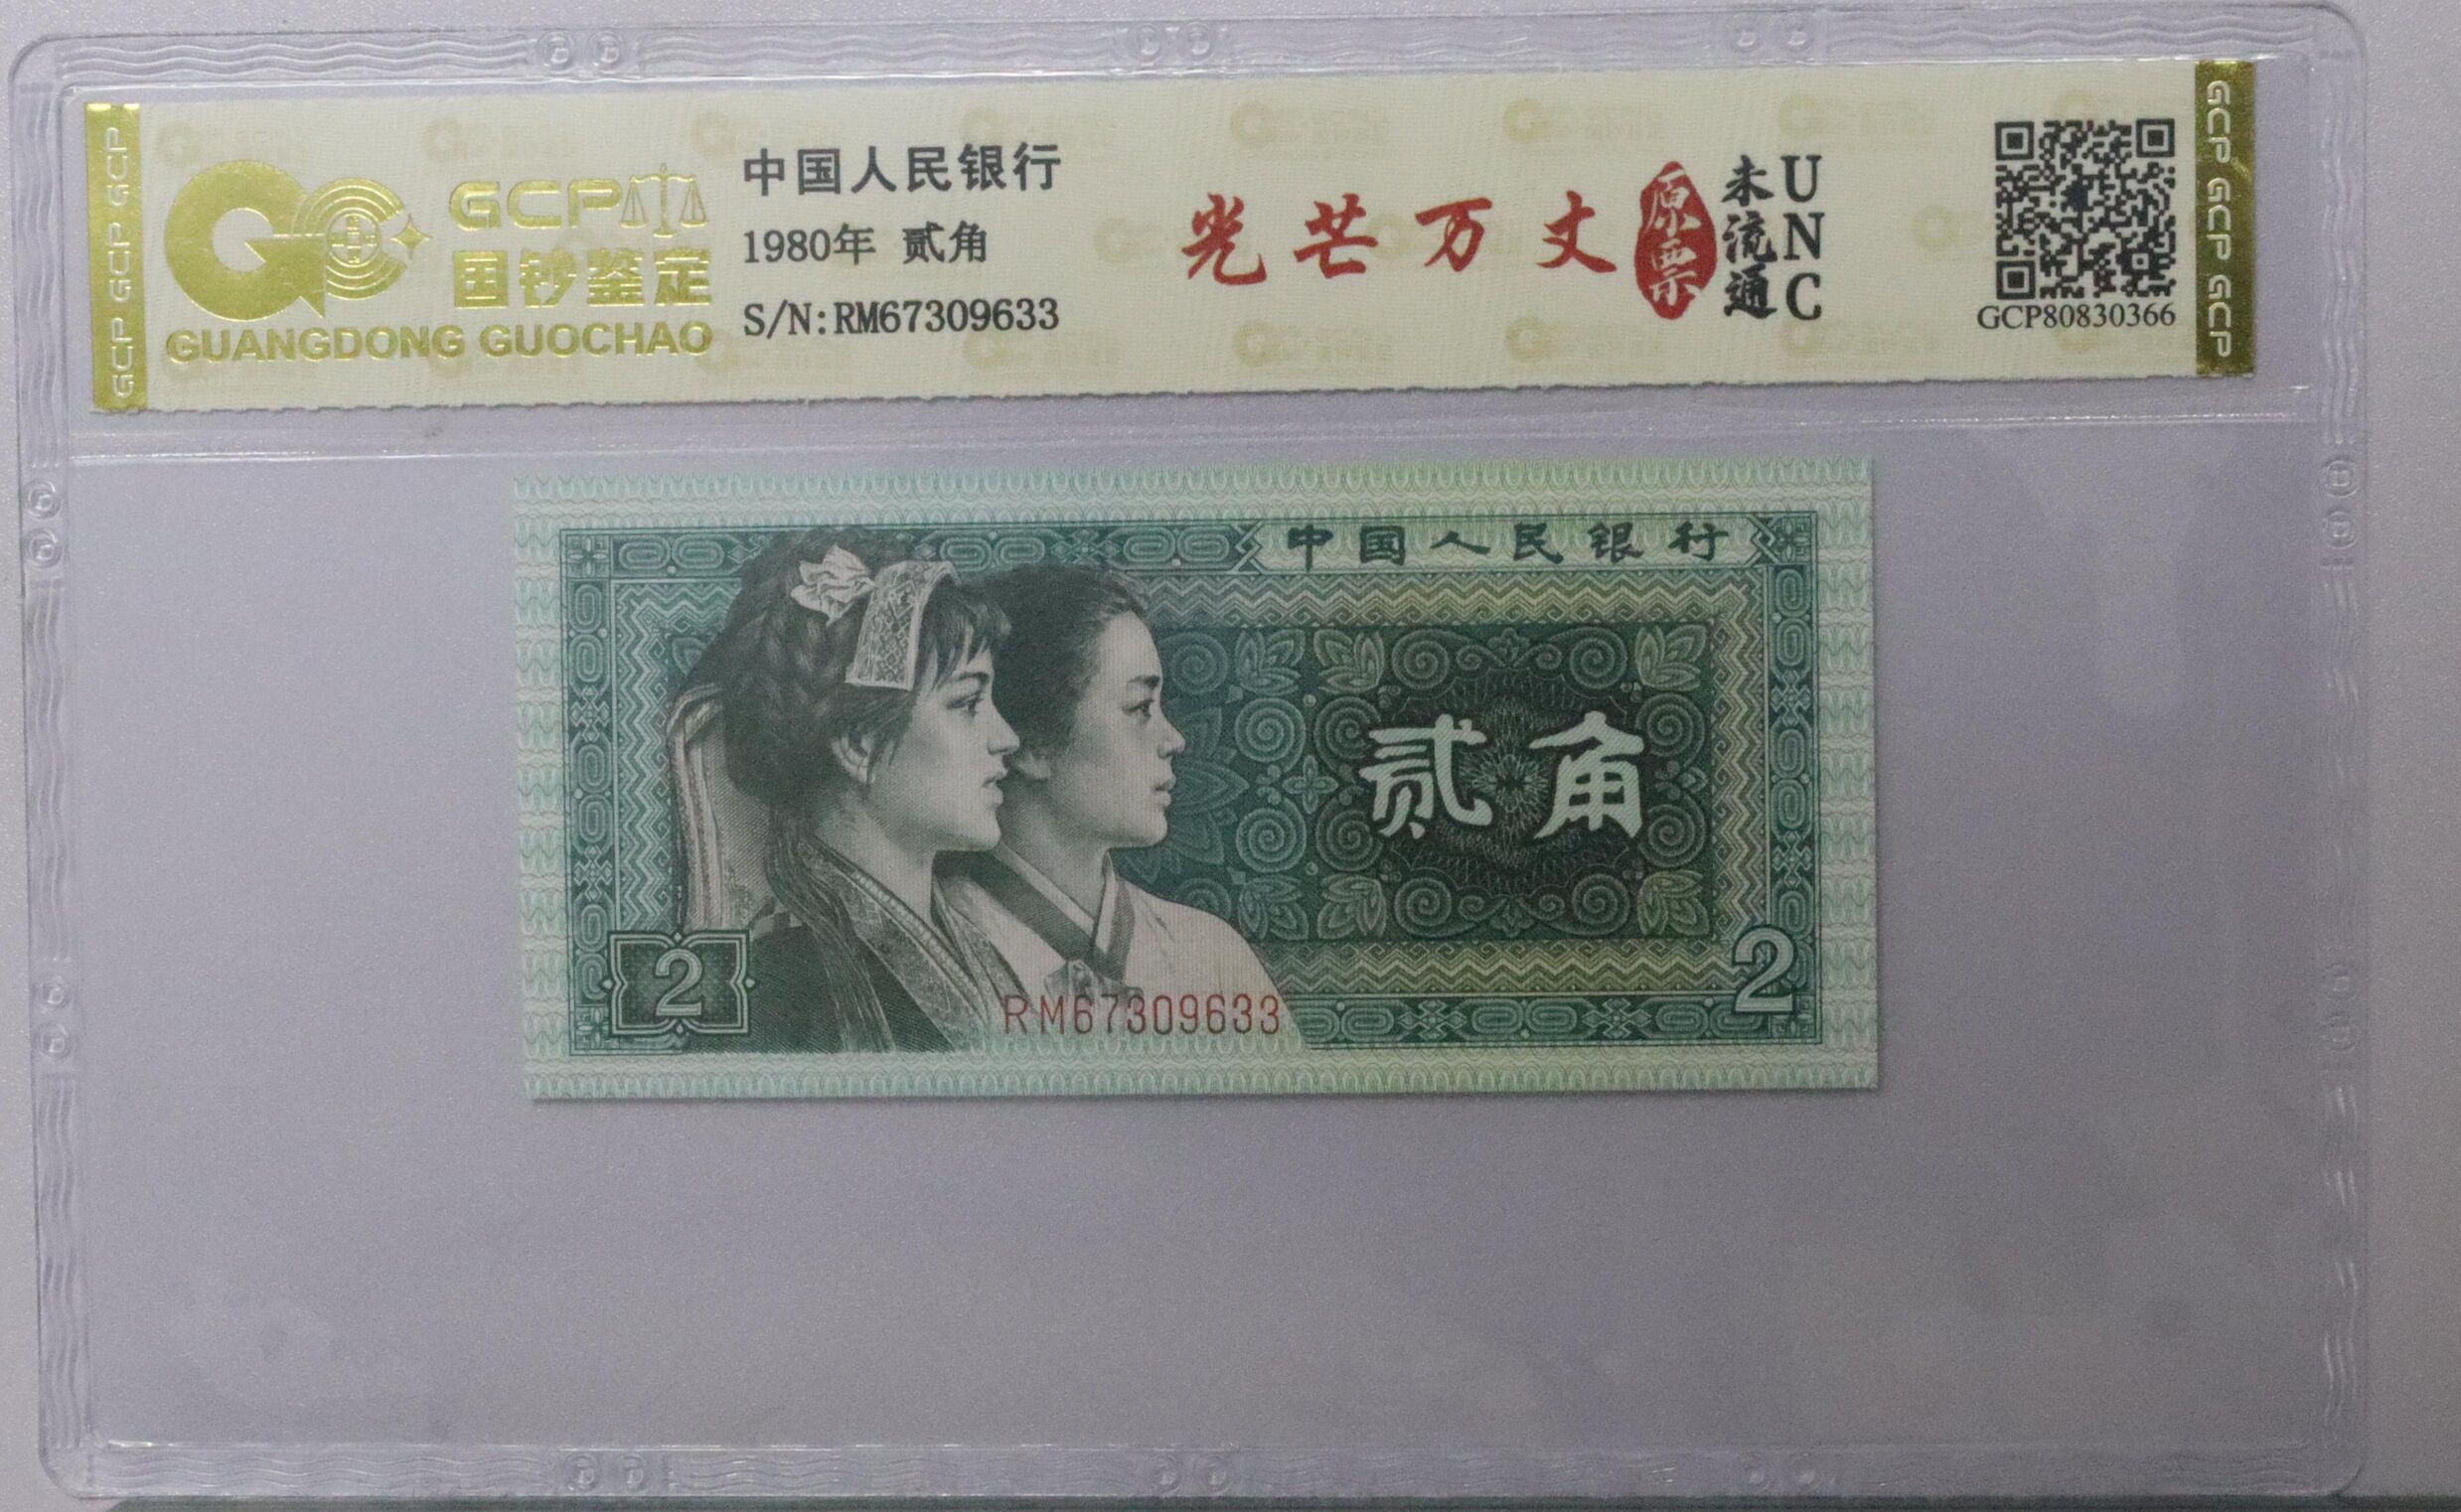 GCP GCP GCP
GCP
国钞鉴定
GUANGDONG GUOCHAO
中国人民银行
1980年 贰角
S/N:RM67309633
光芒万丈
原票
未流通
UNC
GCP80830366
GCP GCP GCP
中国人民银行
贰角
2
RM67309633
2